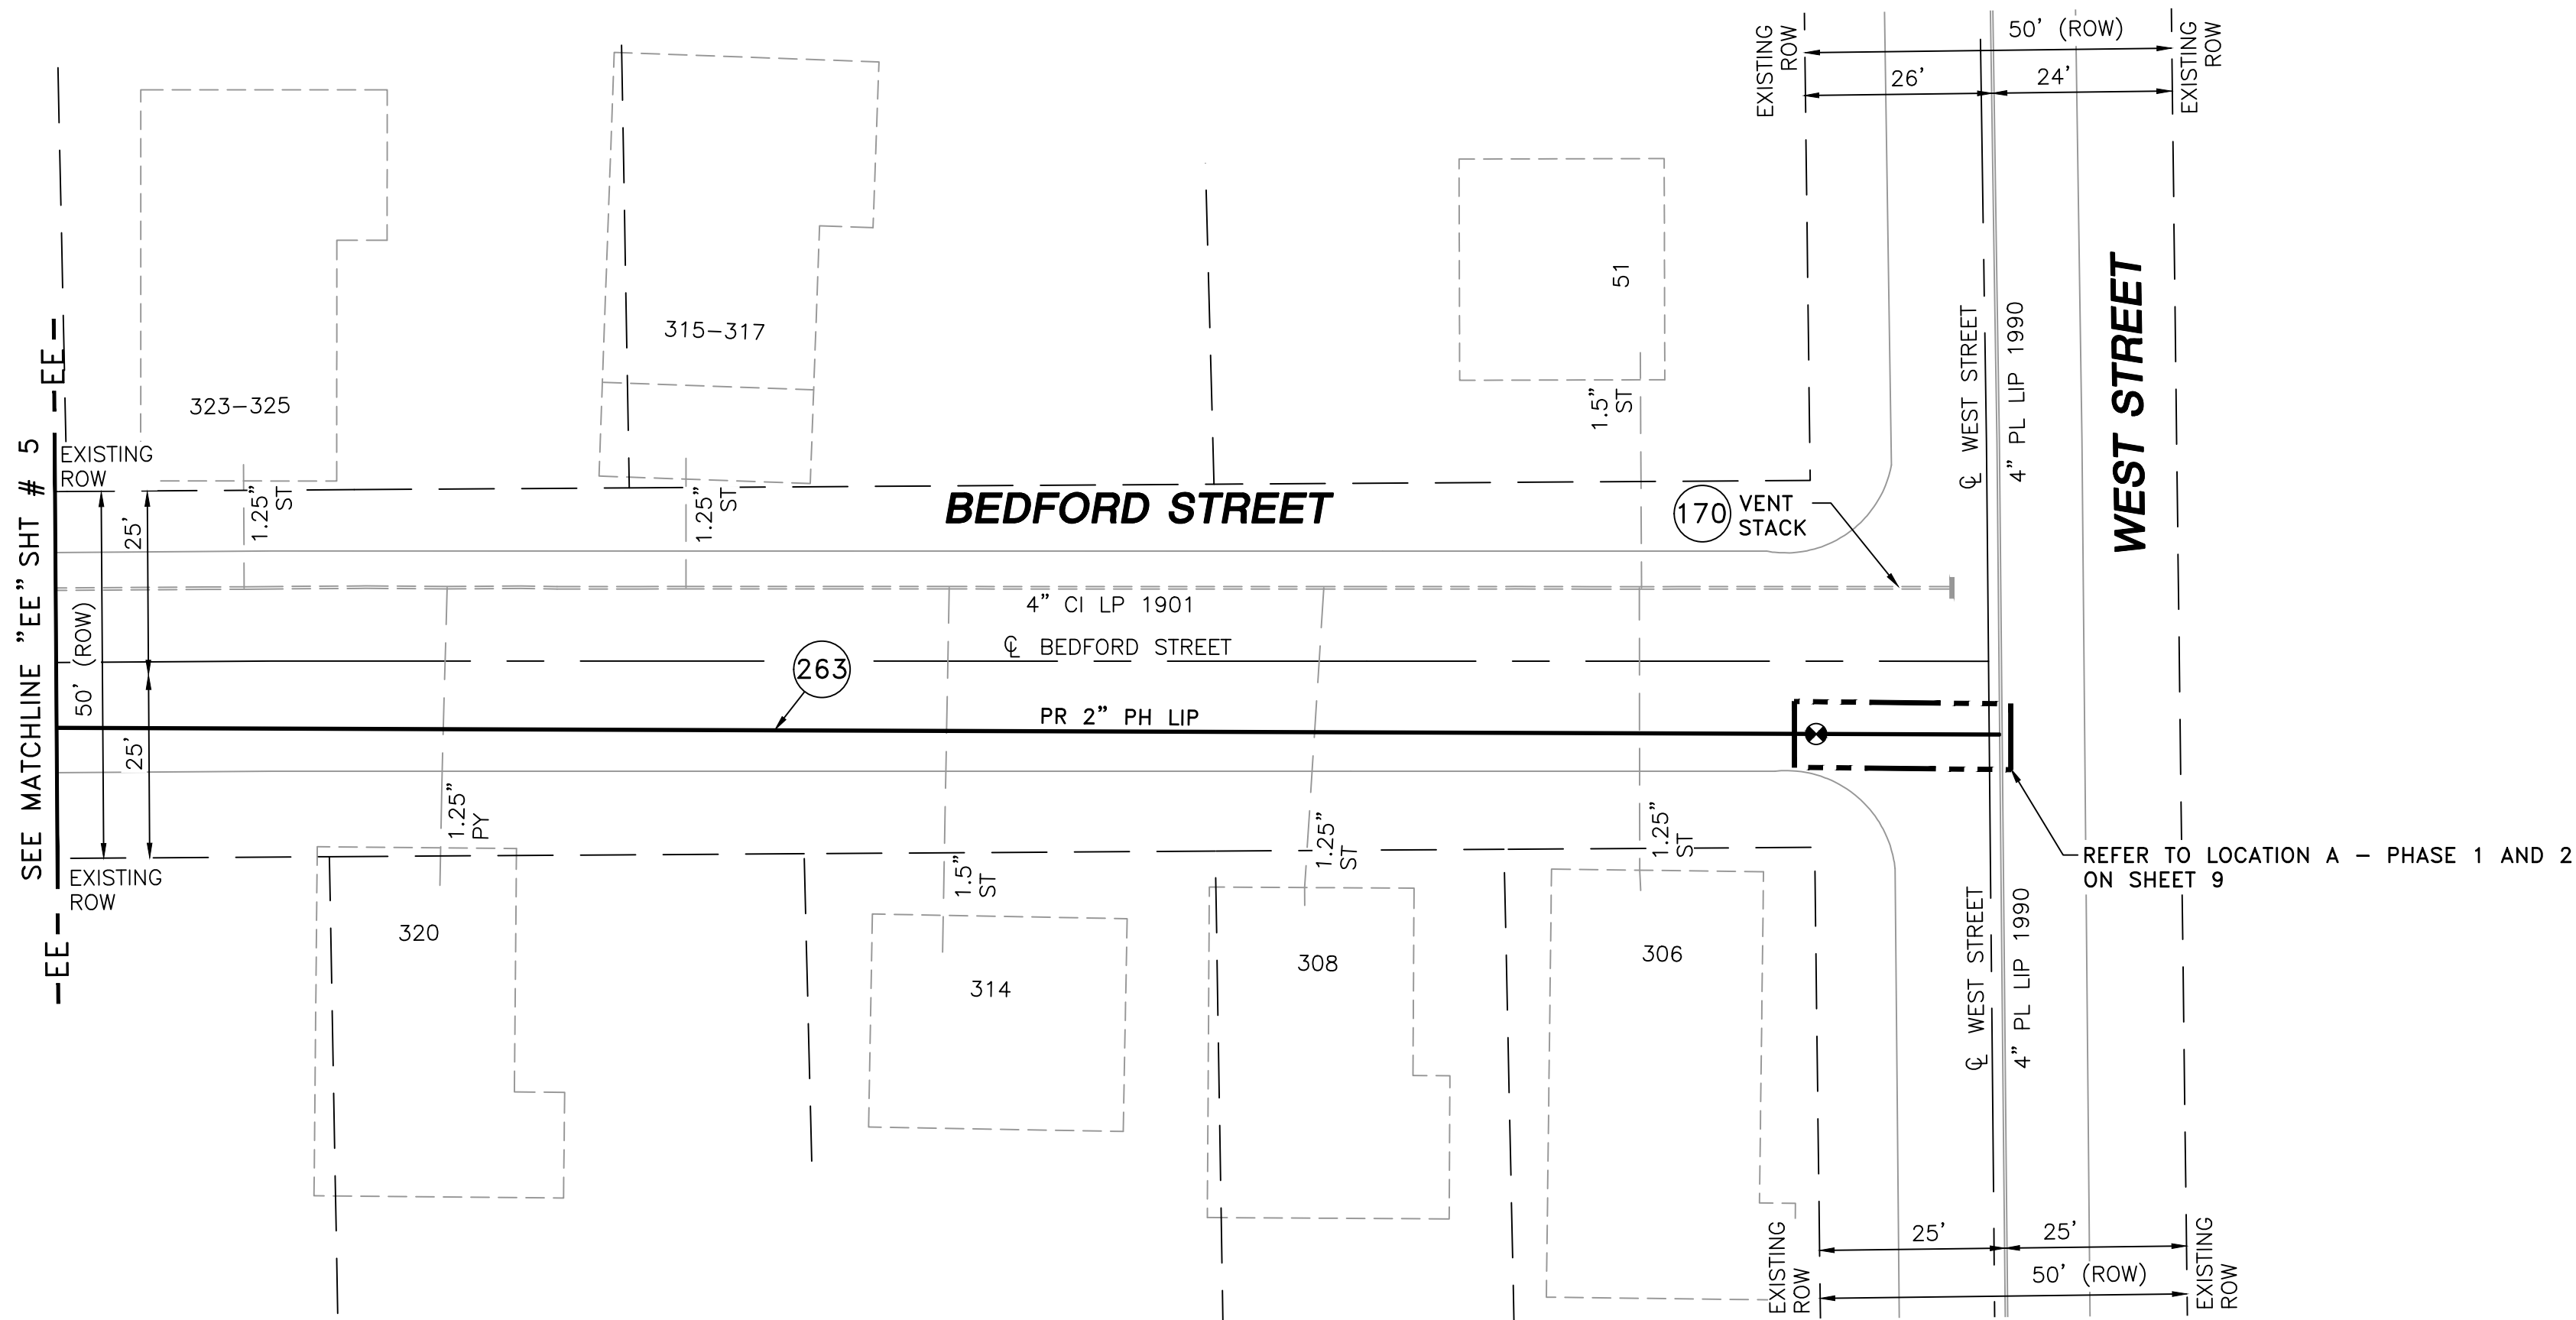 EXISTING
ROW
50' (ROW)
EXISTING
ROW
26'
24'
323-325
315-317
51
1.5"
ST
℄ WEST STREET
4" PL LIP 1990
WEST STREET
-EE-
SEE MATCHLINE "EE" SHT # 5
EXISTING
ROW
25'
50' (ROW)
25'
1.25"
ST
1.25"
ST
BEDFORD STREET
170
VENT
STACK
4" CI LP 1901
℄ BEDFORD STREET
263
PR 2" PH LIP
1.25"
PY
1.5"
ST
1.25"
ST
1.25"
ST
REFER TO LOCATION A - PHASE 1 AND 2
ON SHEET 9
EXISTING
ROW
-EE-
320
314
308
306
℄ WEST STREET
4" PL LIP 1990
25'
25'
50' (ROW)
EXISTING
ROW
EXISTING
ROW